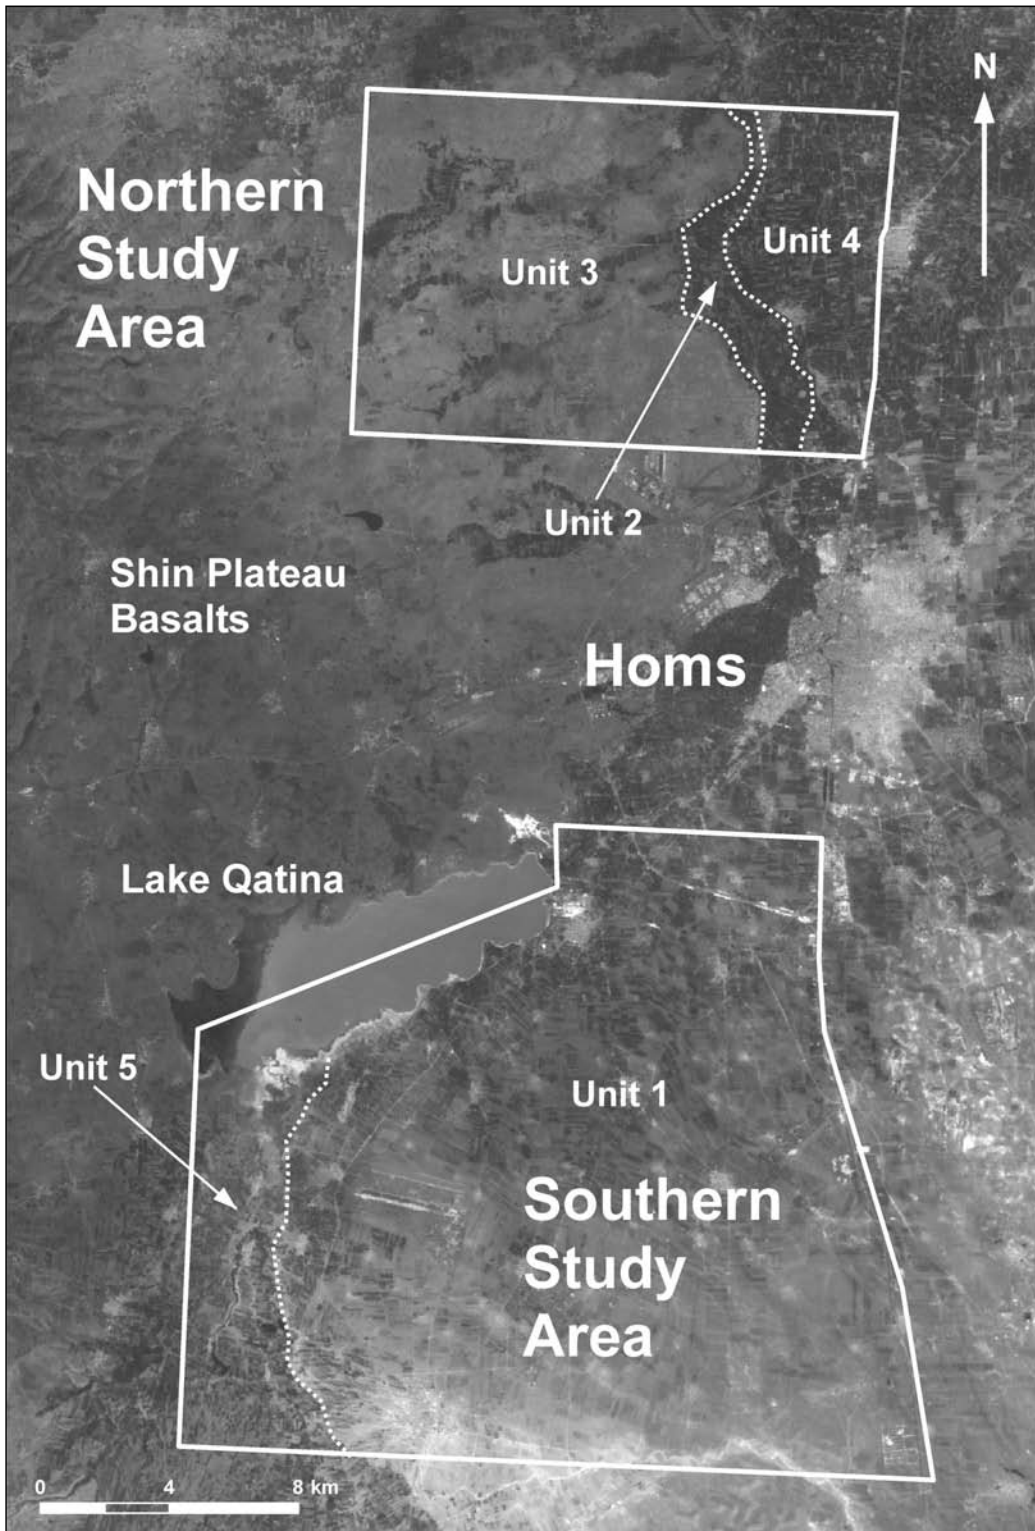 N
Northern
Study
Area
Unit 3
Unit 4
Unit 2
Shin Plateau
Basalts
Homs
Lake Qatina
Unit 5
Unit 1
Southern
Study
Area
0 4 8 km